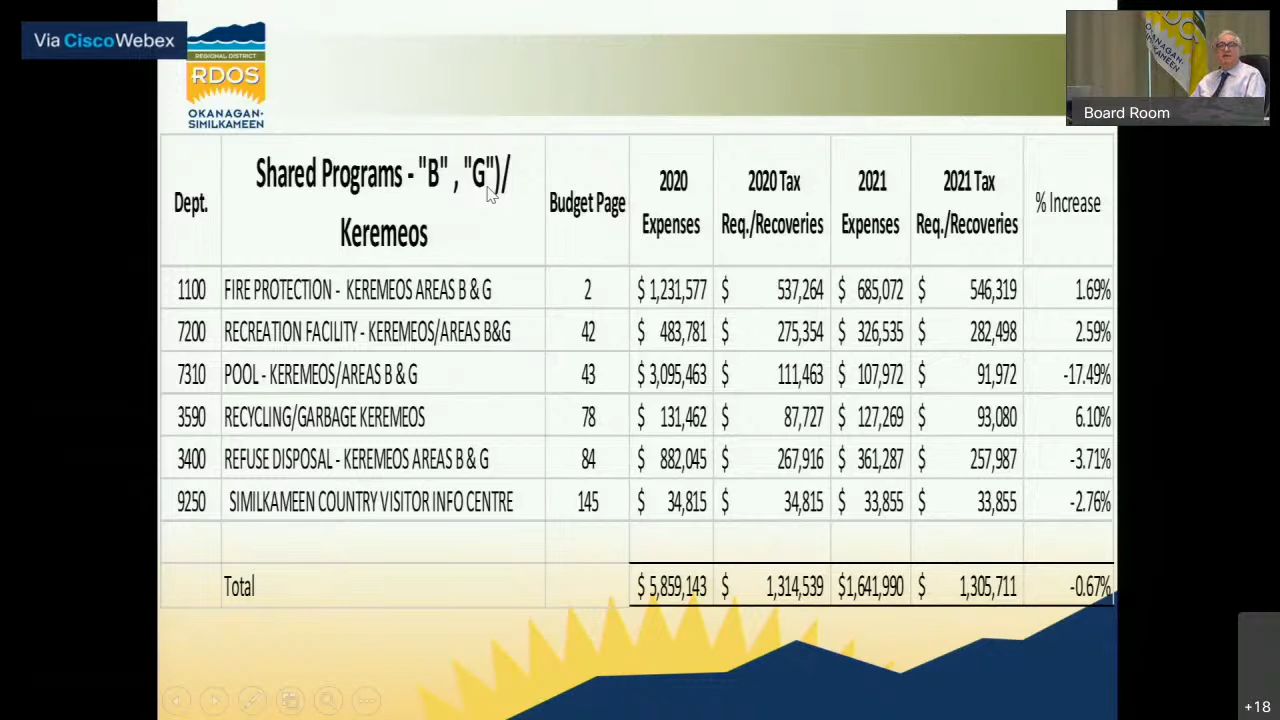 Via Cisco Webex
REGIONAL DISTRICT
RDOS
OKANAGAN-
SIMILKAMEEN
OKANAGAN-
SIMILKAMEEN
Board Room
Dept. Shared Programs - "B" , "G")/ Keremeos Budget Page 2020 Expenses 2020 Tax Req./Recoveries 2021 Expenses 2021 Tax Req./Recoveries % Increase
1100 FIRE PROTECTION - KEREMEOS AREAS B & G 2 $ 1,231,577 $ 537,264 $ 685,072 $ 546,319 1.69%
7200 RECREATION FACILITY - KEREMEOS/AREAS B&G 42 $ 483,781 $ 275,354 $ 326,535 $ 282,498 2.59%
7310 POOL - KEREMEOS/AREAS B & G 43 $ 3,095,463 $ 111,463 $ 107,972 $ 91,972 -17.49%
3590 RECYCLING/GARBAGE KEREMEOS 78 $ 131,462 $ 87,727 $ 127,269 $ 93,080 6.10%
3400 REFUSE DISPOSAL - KEREMEOS AREAS B & G 84 $ 882,045 $ 267,916 $ 361,287 $ 257,987 -3.71%
9250 SIMILKAMEEN COUNTRY VISITOR INFO CENTRE 145 $ 34,815 $ 34,815 $ 33,855 $ 33,855 -2.76%
Total $ 5,859,143 $ 1,314,539 $1,641,990 $ 1,305,711 -0.67%
+18